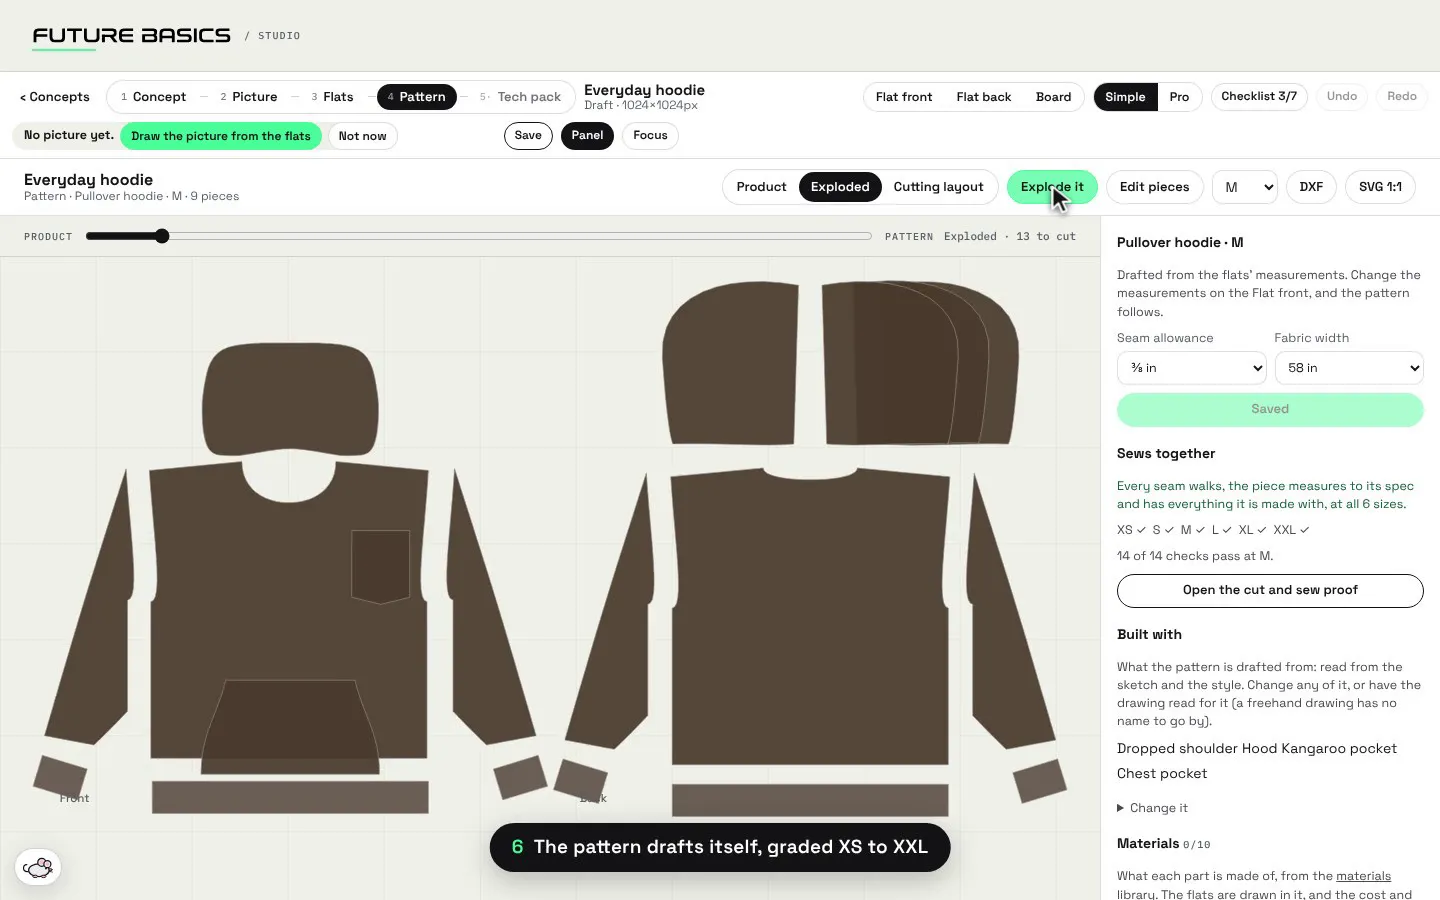 FUTURE BASICS / STUDIO
‹ Concepts 1 Concept — 2 Picture — 3 Flats — 4 Pattern — 5· Tech pack
Everyday hoodie
Draft · 1024×1024px
Flat front Flat back Board Simple Pro Checklist 3/7 Undo Redo
No picture yet. Draw the picture from the flats Not now Save Panel Focus
Everyday hoodie
Pattern · Pullover hoodie · M · 9 pieces
Product Exploded Cutting layout Explode it Edit pieces M DXF SVG 1:1
PRODUCT PATTERN Exploded · 13 to cut
Front
Back
6 The pattern drafts itself, graded XS to XXL
Pullover hoodie · M
Drafted from the flats' measurements. Change the
measurements on the Flat front, and the pattern
follows.
Seam allowance Fabric width
⅜ in 58 in
Saved
Sews together
Every seam walks, the piece measures to its spec
and has everything it is made with, at all 6 sizes.
XS ✓ S ✓ M ✓ L ✓ XL ✓ XXL ✓
14 of 14 checks pass at M.
Open the cut and sew proof
Built with
What the pattern is drafted from: read from the
sketch and the style. Change any of it, or have the
drawing read for it (a freehand drawing has no
name to go by).
Dropped shoulder Hood Kangaroo pocket
Chest pocket
▶ Change it
Materials 0/10
What each part is made of, from the materials
library. The flats are drawn in it, and the cost and